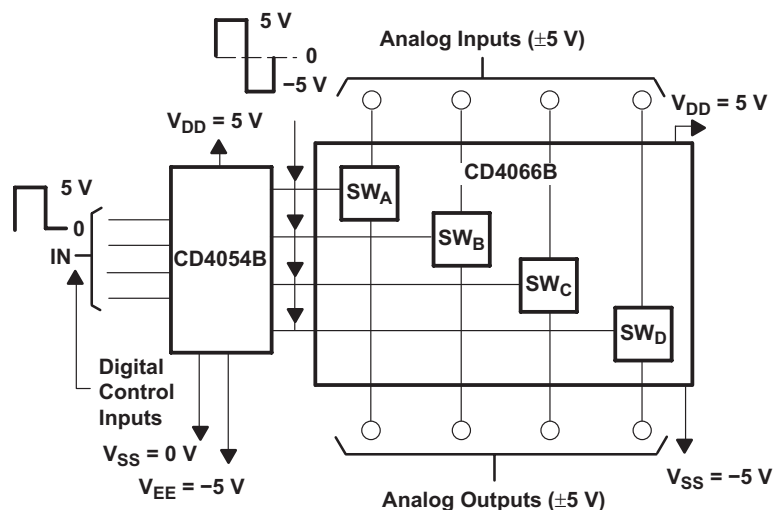 5 V
0
−5 V
Analog Inputs (±5 V)
V_DD = 5 V
V_DD = 5 V
CD4066B
5 V
0
IN
CD4054B
SW_A
SW_B
SW_C
SW_D
Digital
Control
Inputs
V_SS = 0 V
V_EE = −5 V
V_SS = −5 V
Analog Outputs (±5 V)